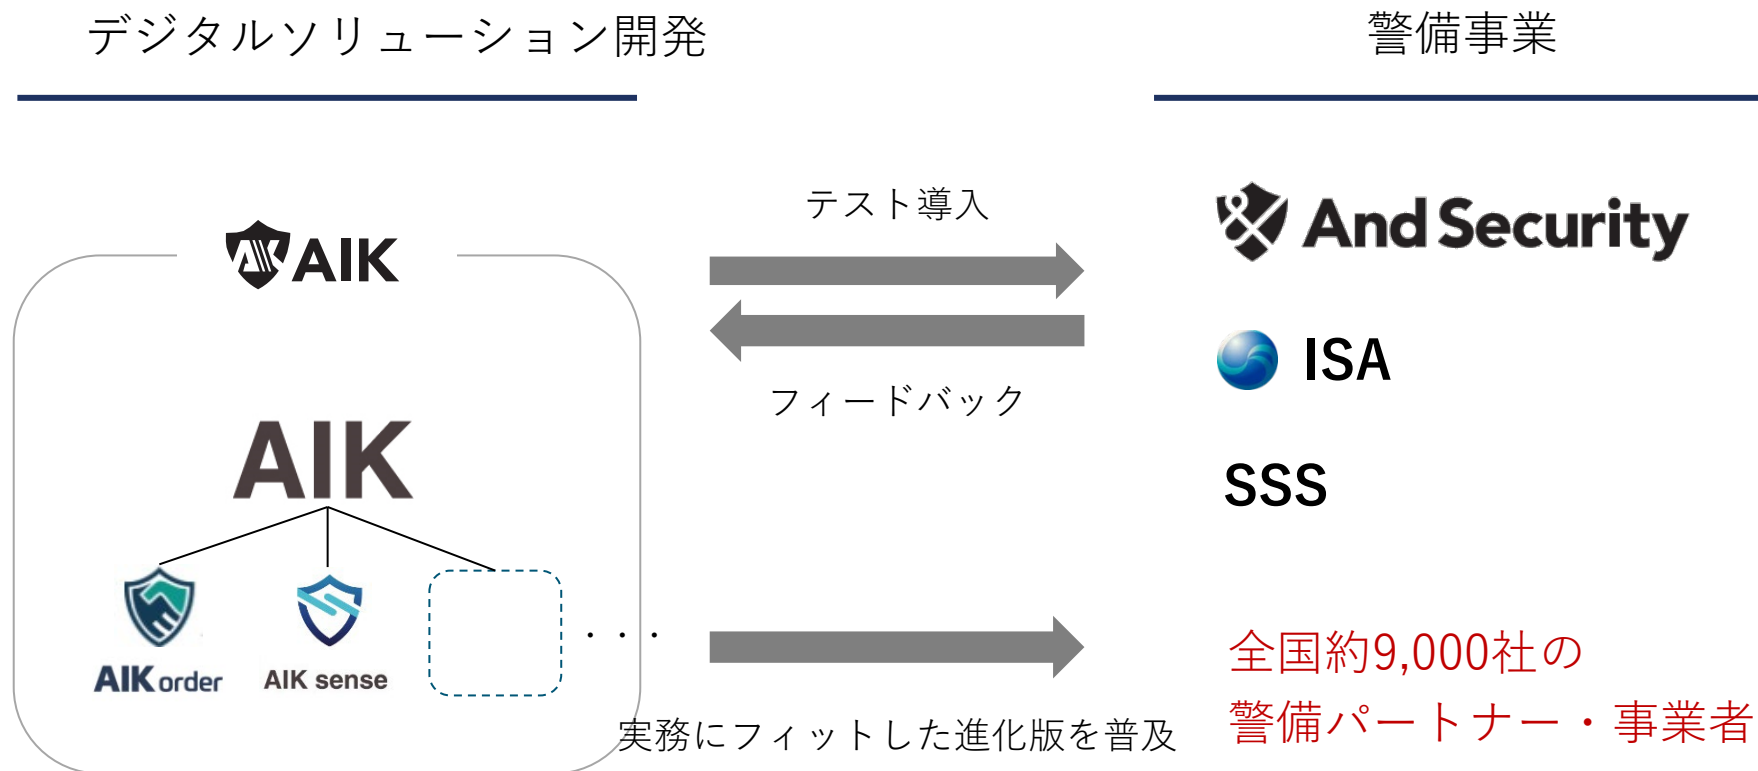 デジタルソリューション開発
警備事業
AIK AIK
テスト導入
And Security
フィードバック
ISA
AIK
SSS
AIK order
AIK sense
・・・
実務にフィットした進化版を普及
全国約9,000社の
警備パートナー・事業者